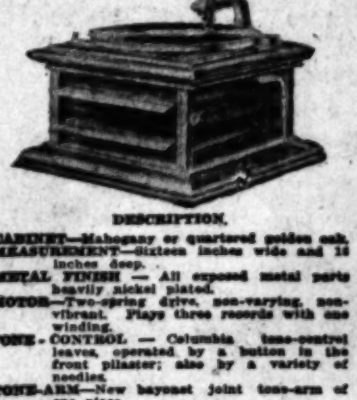 DESCRIPTION.
CABINET—Mahogany or quartered golden oak.
MEASUREMENT—Sixteen inches wide and 16
inches deep.
METAL FINISH — All exposed metal parts
heavily nickel plated.
MOTOR—Two-spring drive, non-varying, non-
vibrant. Plays three records with one
winding.
TONE-CONTROL — Columbia tone-control
leaves, operated by a button in the
front pilaster; also by a variety of
needles.
TONE-ARM—New bayonet joint tone-arm of
one piece